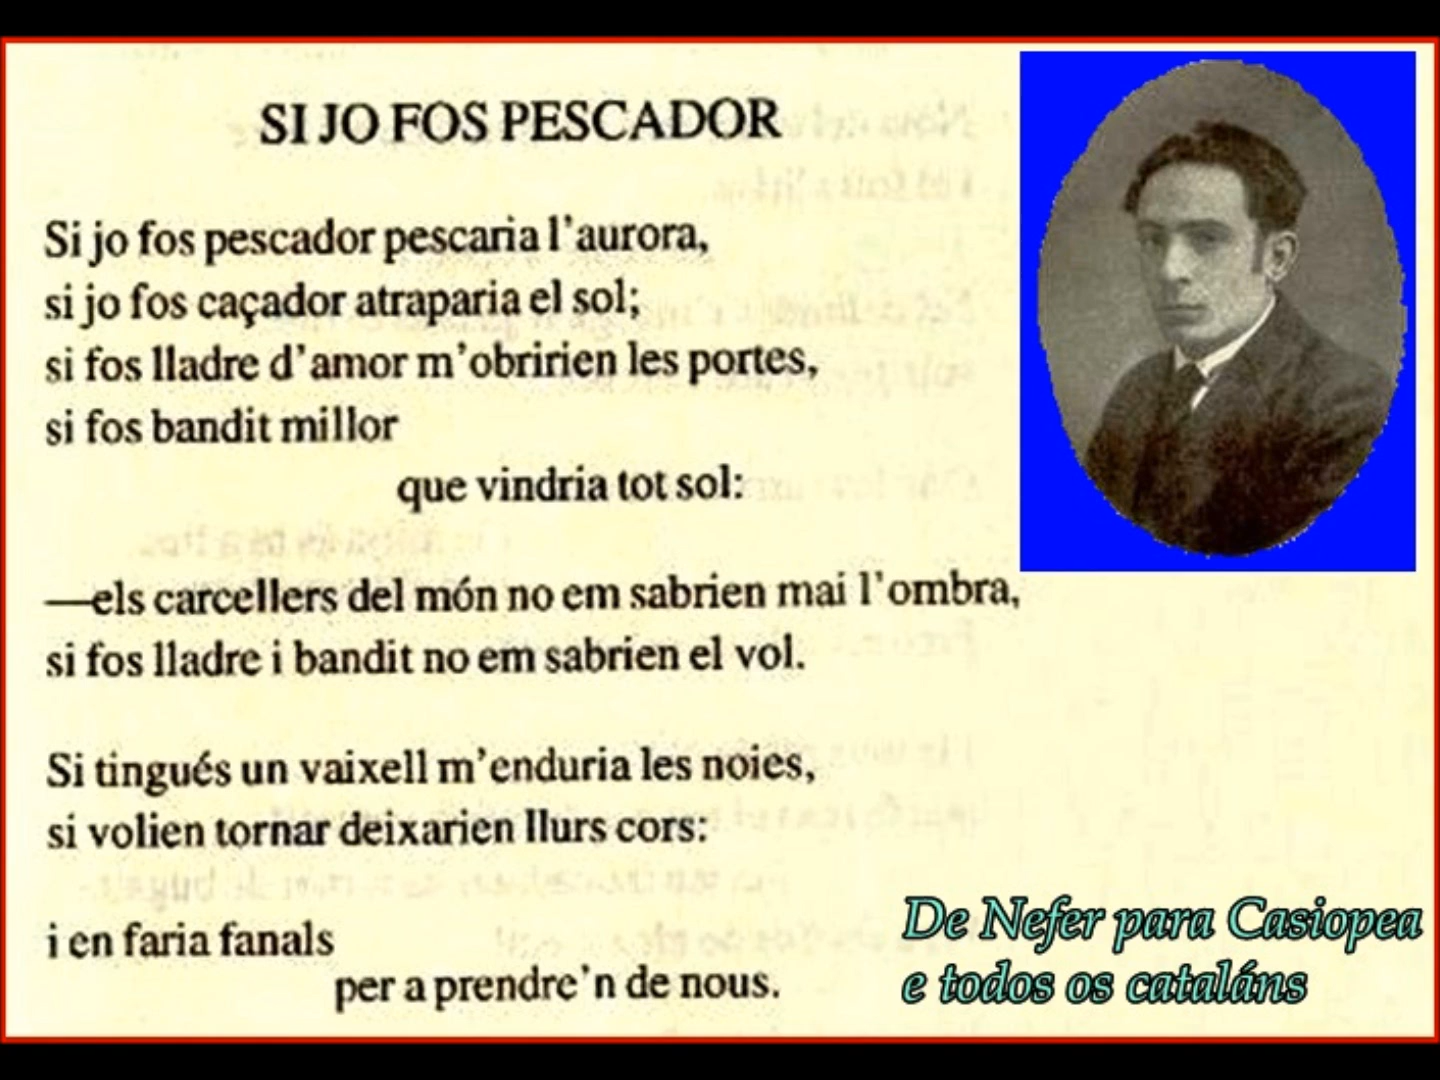 SI JO FOS PESCADOR
Si jo fos pescador pescaria l'aurora,
si jo fos caçador atraparia el sol;
si fos lladre d'amor m'obririen les portes,
si fos bandit millor
que vindria tot sol:
—els carcellers del món no em sabrien mai l'ombra,
si fos lladre i bandit no em sabrien el vol.
Si tingués un vaixell m'enduria les noies,
si volien tornar deixarien llurs cors:
i en faria fanals
per a prendre'n de nous.
De Nefer para Casiopea
e todos os cataláns